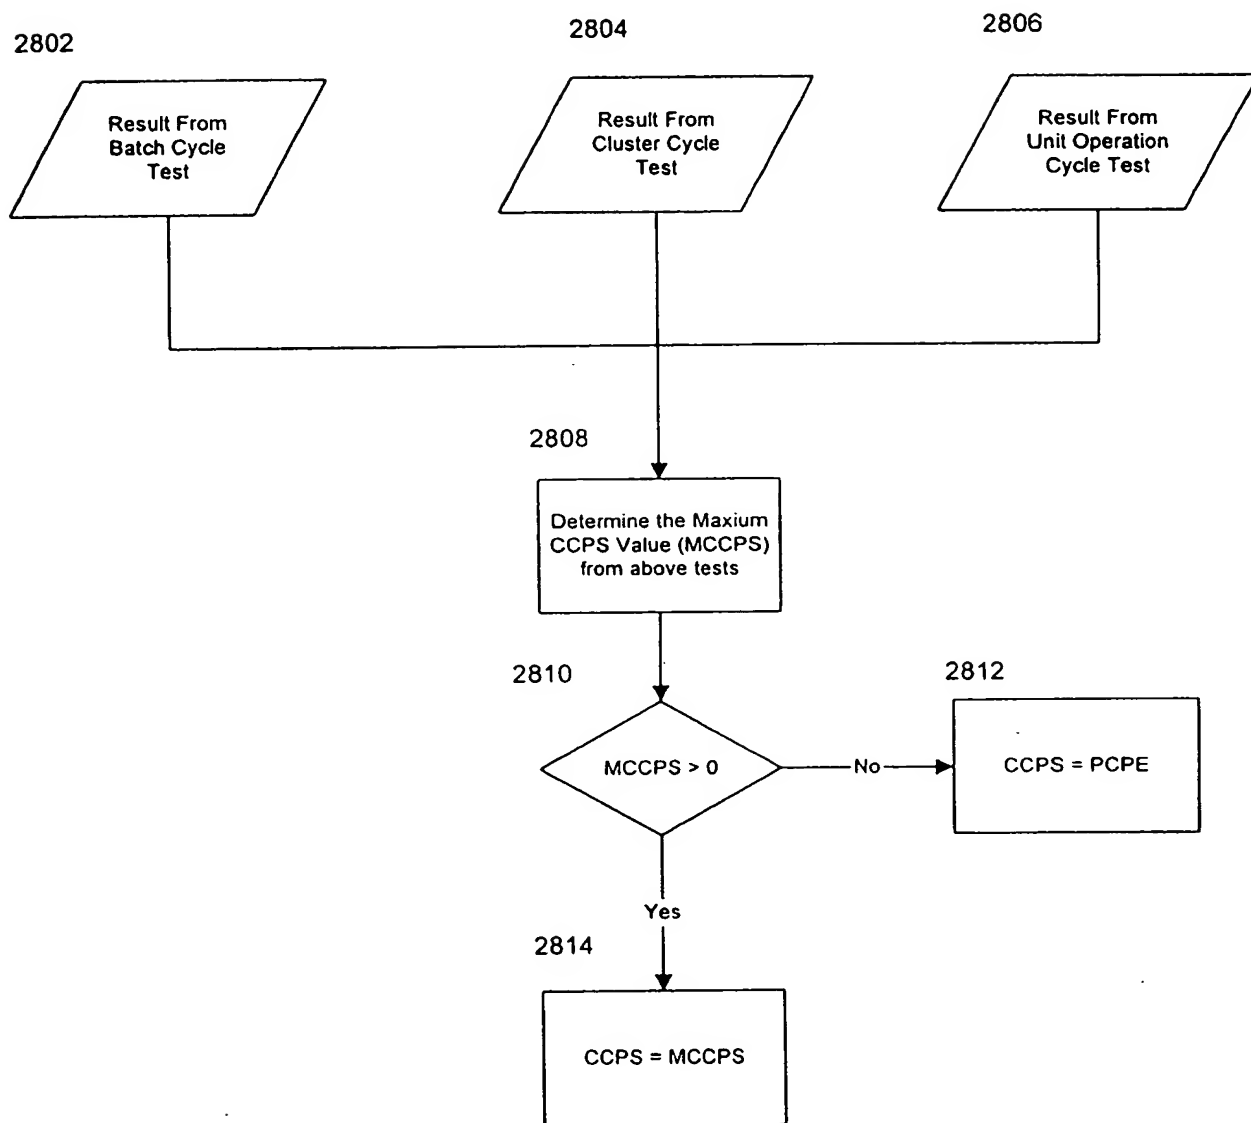 2802
2804
2806
Result From
Batch Cycle
Test
Result From
Cluster Cycle
Test
Result From
Unit Operation
Cycle Test
2808
Determine the Maxium
CCPS Value (MCCPS)
from above tests
2810
MCCPS > 0
No
2812
CCPS = PCPE
Yes
2814
CCPS = MCCPS